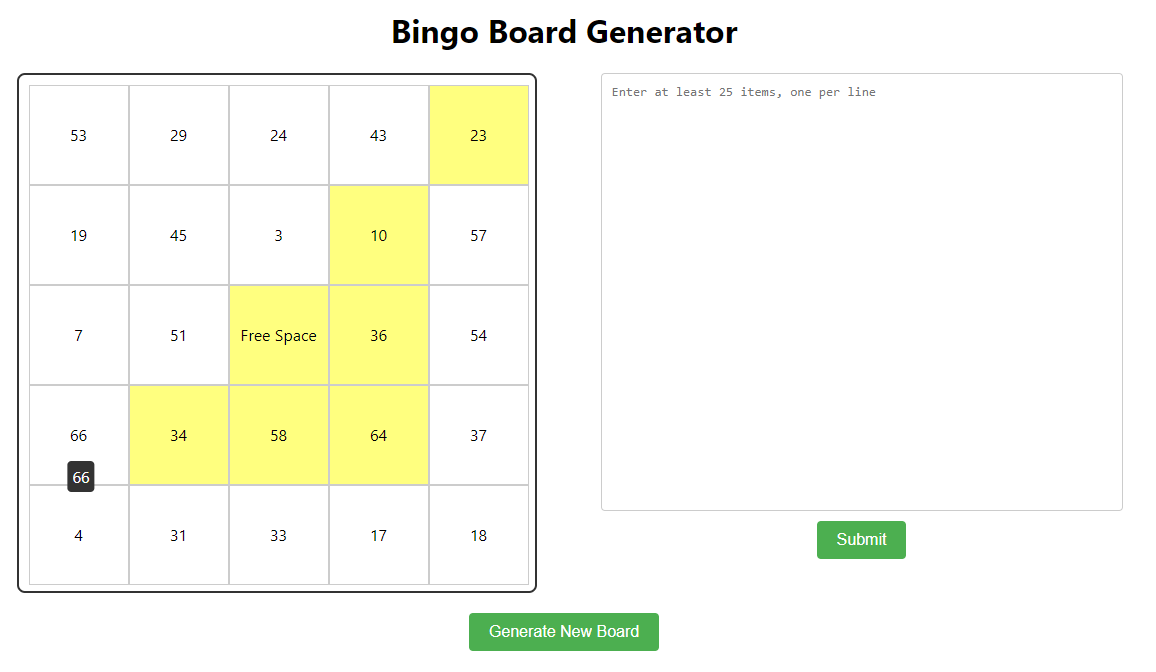 Bingo Board Generator
53 29 24 43 23
19 45 3 10 57
7 51 Free Space 36 54
66 34 58 64 37
66
4 31 33 17 18
Enter at least 25 items, one per line
Submit
Generate New Board